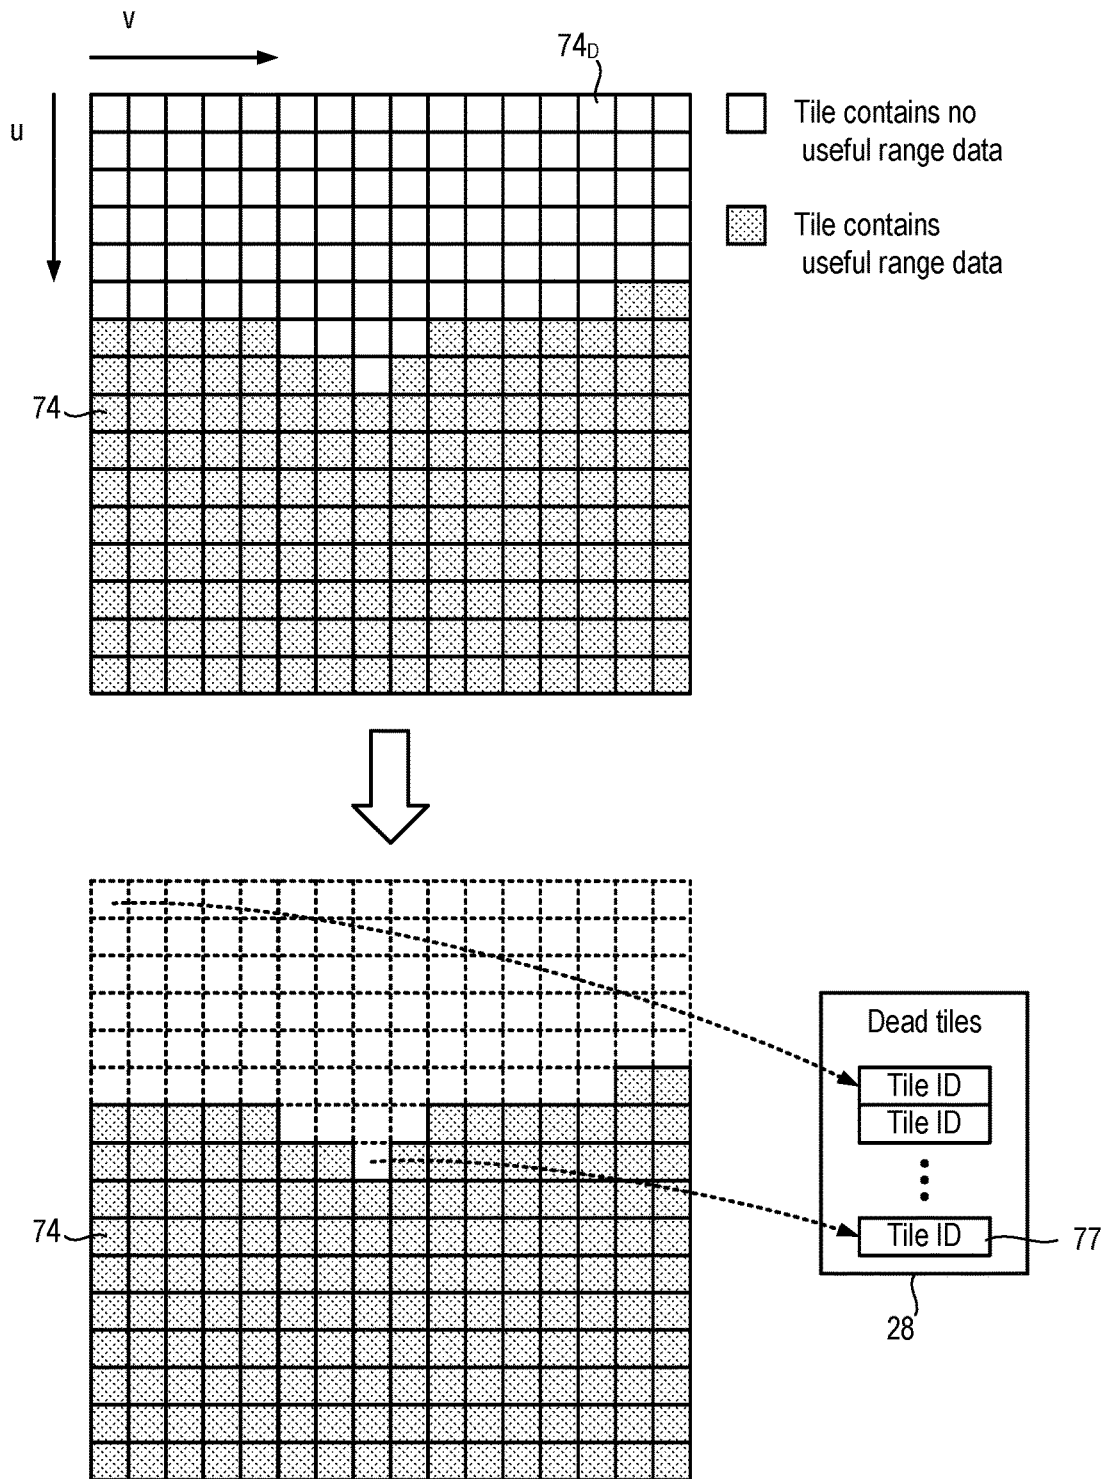 v
74D
u
Tile contains no
useful range data
Tile contains
useful range data
74
Dead tiles
Tile ID
Tile ID
74
Tile ID
77
28